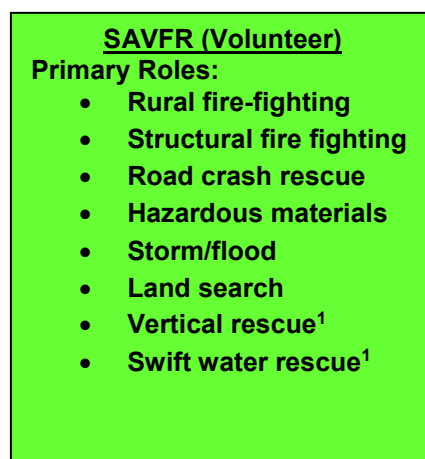 SAVFR (Volunteer)
Primary Roles:
• Rural fire-fighting
• Structural fire fighting
• Road crash rescue
• Hazardous materials
• Storm/flood
• Land search
• Vertical rescue¹
• Swift water rescue¹